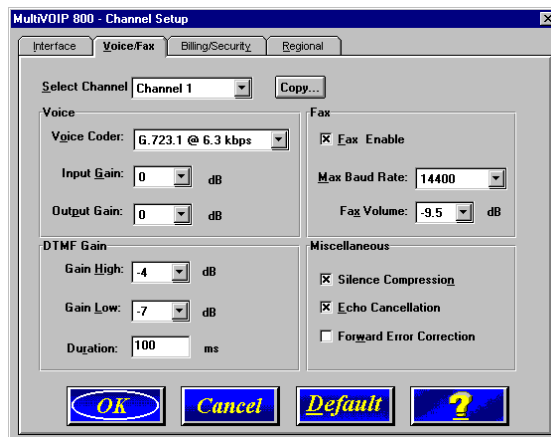 MultiVOIP 800 - Channel Setup
Interface Voice/Fax Billing/Security Regional
Select Channel Channel 1 Copy...
Voice
Voice Coder: G.723.1 @ 6.3 kbps
Input Gain: 0 dB
Output Gain: 0 dB
Fax
Fax Enable
Max Baud Rate: 14400
Fax Volume: -9.5 dB
DTMF Gain
Gain High: -4 dB
Gain Low: -7 dB
Duration: 100 ms
Miscellaneous
Silence Compression
Echo Cancellation
Forward Error Correction
OK Cancel Default ?